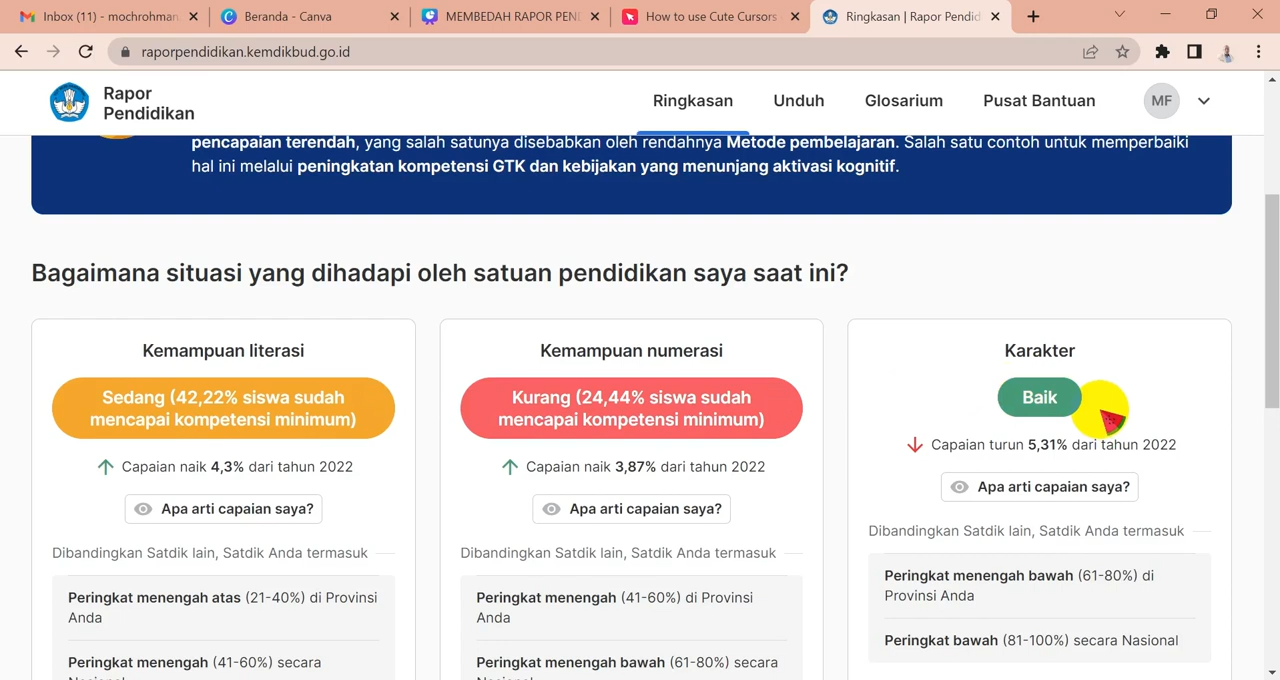 Inbox (11) - mochrohman.
Beranda - Canva
MEMBEDAH RAPOR PEN
How to use Cute Cursors
Ringkasan | Rapor Pendid
raporpendidikan.kemdikbud.go.id
Rapor
Pendidikan
Ringkasan
Unduh
Glosarium
Pusat Bantuan
MF
pencapaian terendah, yang salah satunya disebabkan oleh rendahnya Metode pembelajaran. Salah satu contoh untuk memperbaiki
hal ini melalui peningkatan kompetensi GTK dan kebijakan yang menunjang aktivasi kognitif.
Bagaimana situasi yang dihadapi oleh satuan pendidikan saya saat ini?
Kemampuan literasi
Sedang (42,22% siswa sudah
mencapai kompetensi minimum)
Capaian naik 4,3% dari tahun 2022
Apa arti capaian saya?
Dibandingkan Satdik lain, Satdik Anda termasuk
Peringkat menengah atas (21-40%) di Provinsi
Anda
Peringkat menengah (41-60%) secara
Kemampuan numerasi
Kurang (24,44% siswa sudah
mencapai kompetensi minimum)
Capaian naik 3,87% dari tahun 2022
Apa arti capaian saya?
Dibandingkan Satdik lain, Satdik Anda termasuk
Peringkat menengah (41-60%) di Provinsi
Anda
Peringkat menengah bawah (61-80%) secara
Karakter
Baik
Capaian turun 5,31% dari tahun 2022
Apa arti capaian saya?
Dibandingkan Satdik lain, Satdik Anda termasuk
Peringkat menengah bawah (61-80%) di
Provinsi Anda
Peringkat bawah (81-100%) secara Nasional